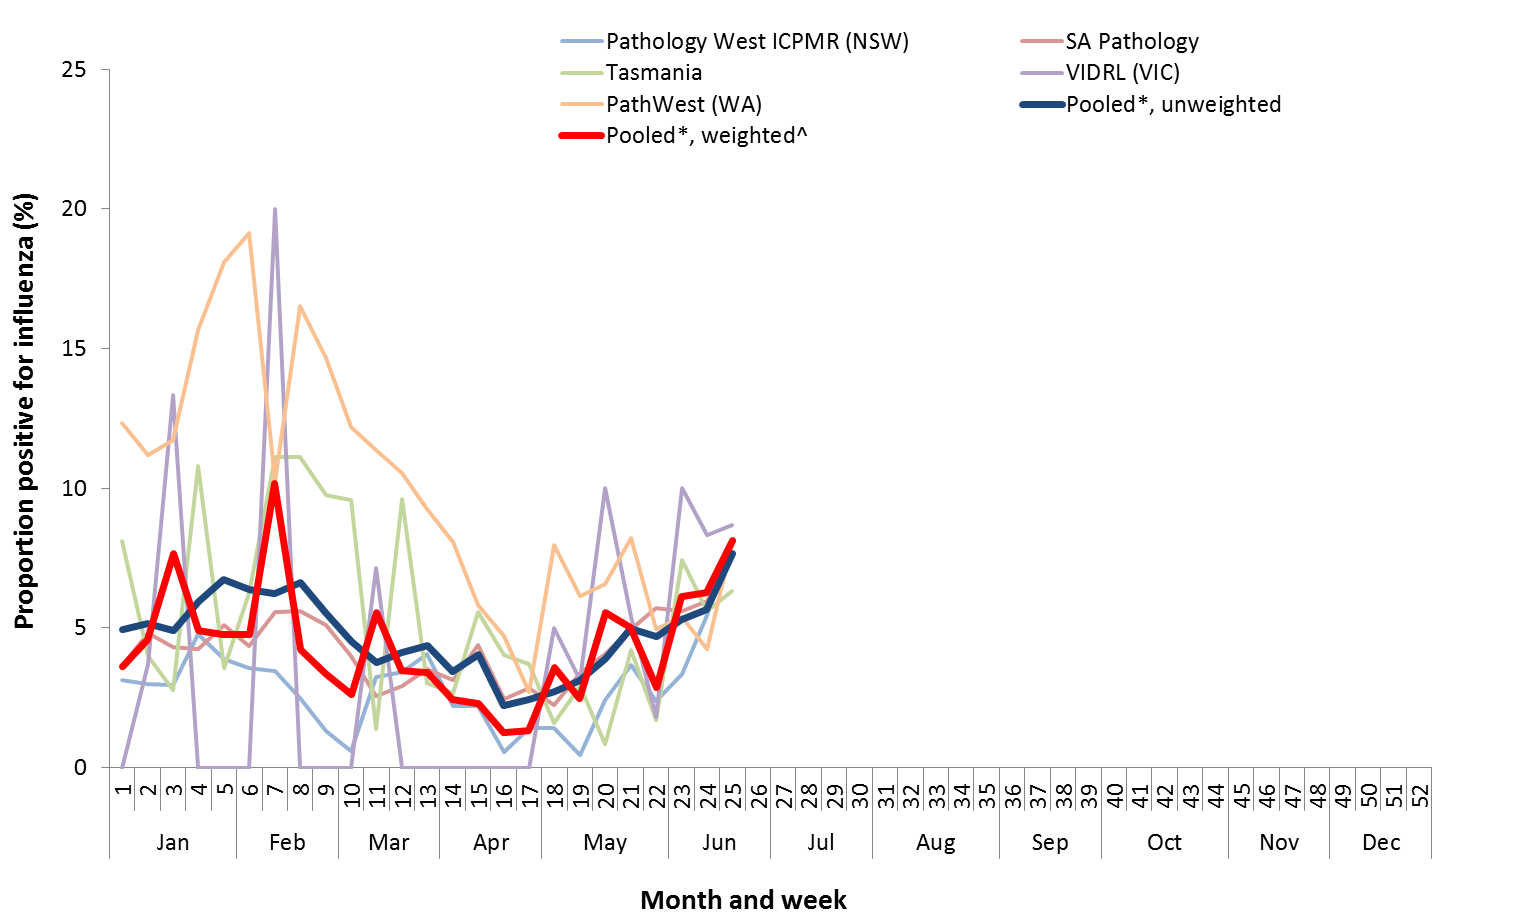 Pathology West ICPMR (NSW) SA Pathology
Tasmania VIDRL (VIC)
PathWest (WA) Pooled*, unweighted
Pooled*, weighted^
Proportion positive for influenza (%)
25
20
15
10
5
0
1 2 3 4 5 6 7 8 9 10 11 12 13 14 15 16 17 18 19 20 21 22 23 24 25 26 27 28 29 30 31 32 33 34 35 36 37 38 39 40 41 42 43 44 45 46 47 48 49 50 51 52
Jan Feb Mar Apr May Jun Jul Aug Sep Oct Nov Dec
Month and week